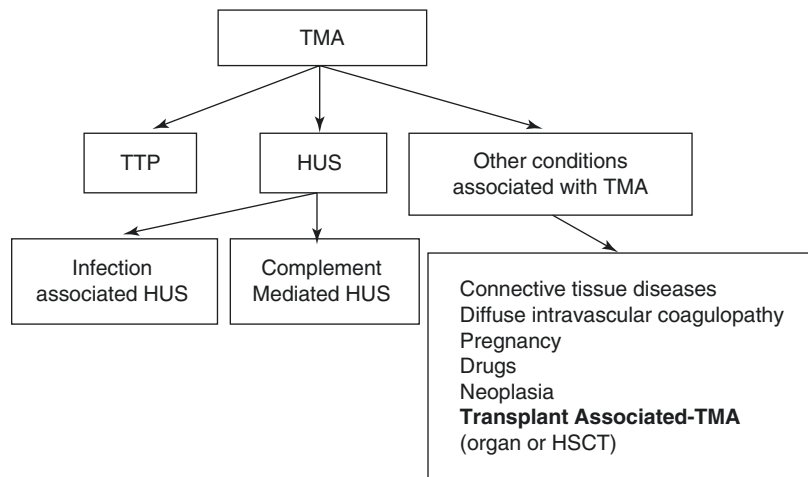 TMA
TTP
HUS
Other conditions
associated with TMA
Infection
associated HUS
Complement
Mediated HUS
Connective tissue diseases
Diffuse intravascular coagulopathy
Pregnancy
Drugs
Neoplasia
Transplant Associated-TMA
(organ or HSCT)